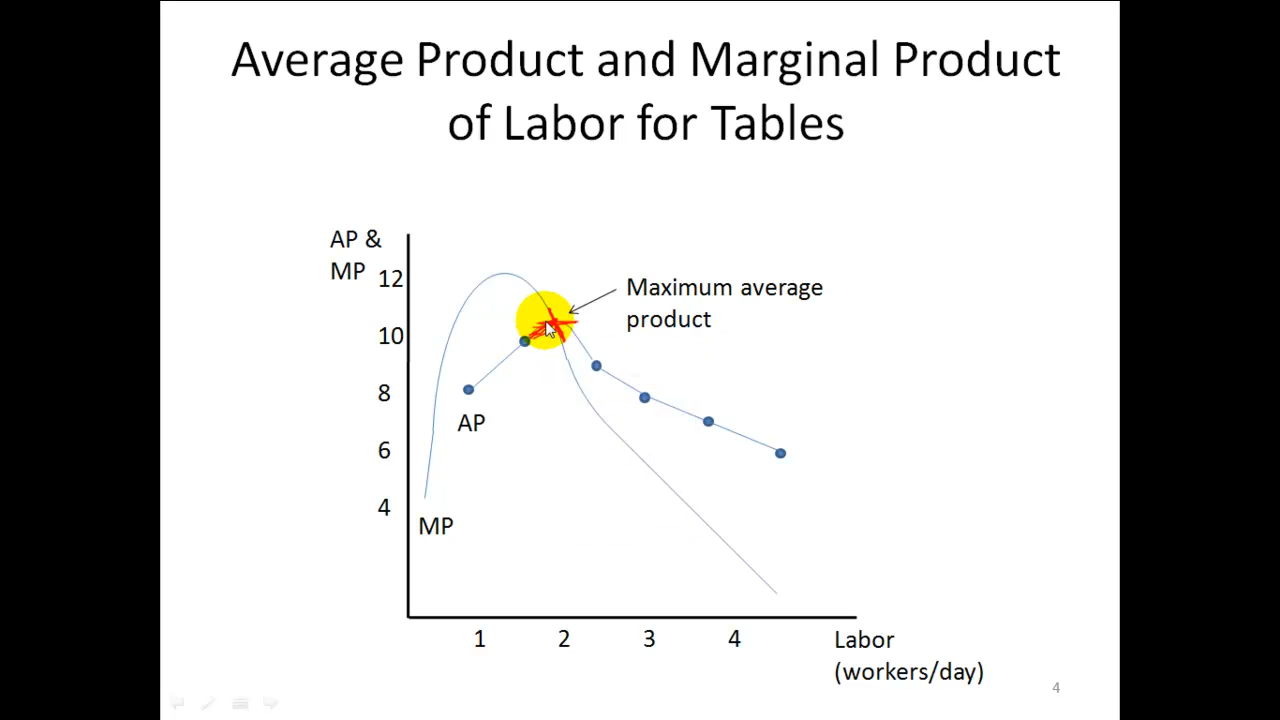 Average Product and Marginal Product
of Labor for Tables
AP &
MP
12
10
8
6
4
Maximum average
product
AP
MP
1 2 3 4
Labor
(workers/day)
4